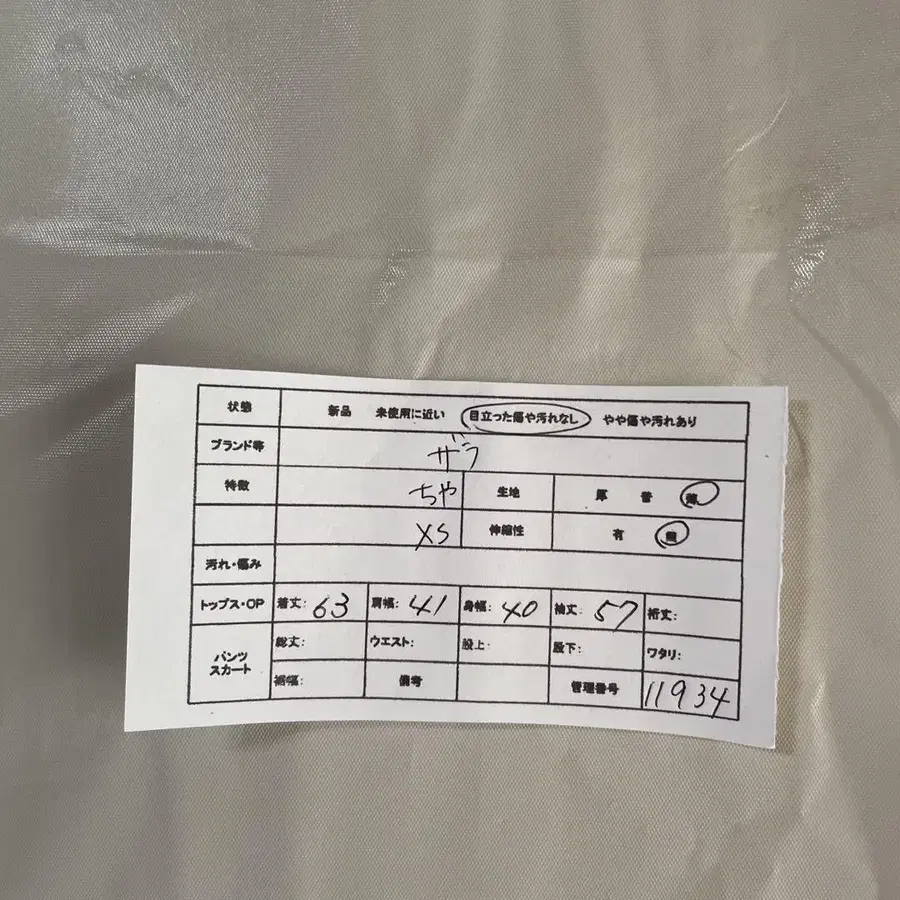 状態 新品 未使用に近い 目立った傷や汚れなし やや傷や汚れあり
ブランド等 ザラ
特徴 ちゃ 生地 厚 普 薄
XS 伸縮性 有 無
汚れ・傷み
トップス・OP 着丈: 63 肩幅: 41 身幅: 40 袖丈: 57 裄丈:
パンツ スカート 総丈: ウエスト: 股上: 股下: ワタリ:
裾幅: 備考 管理番号 11934